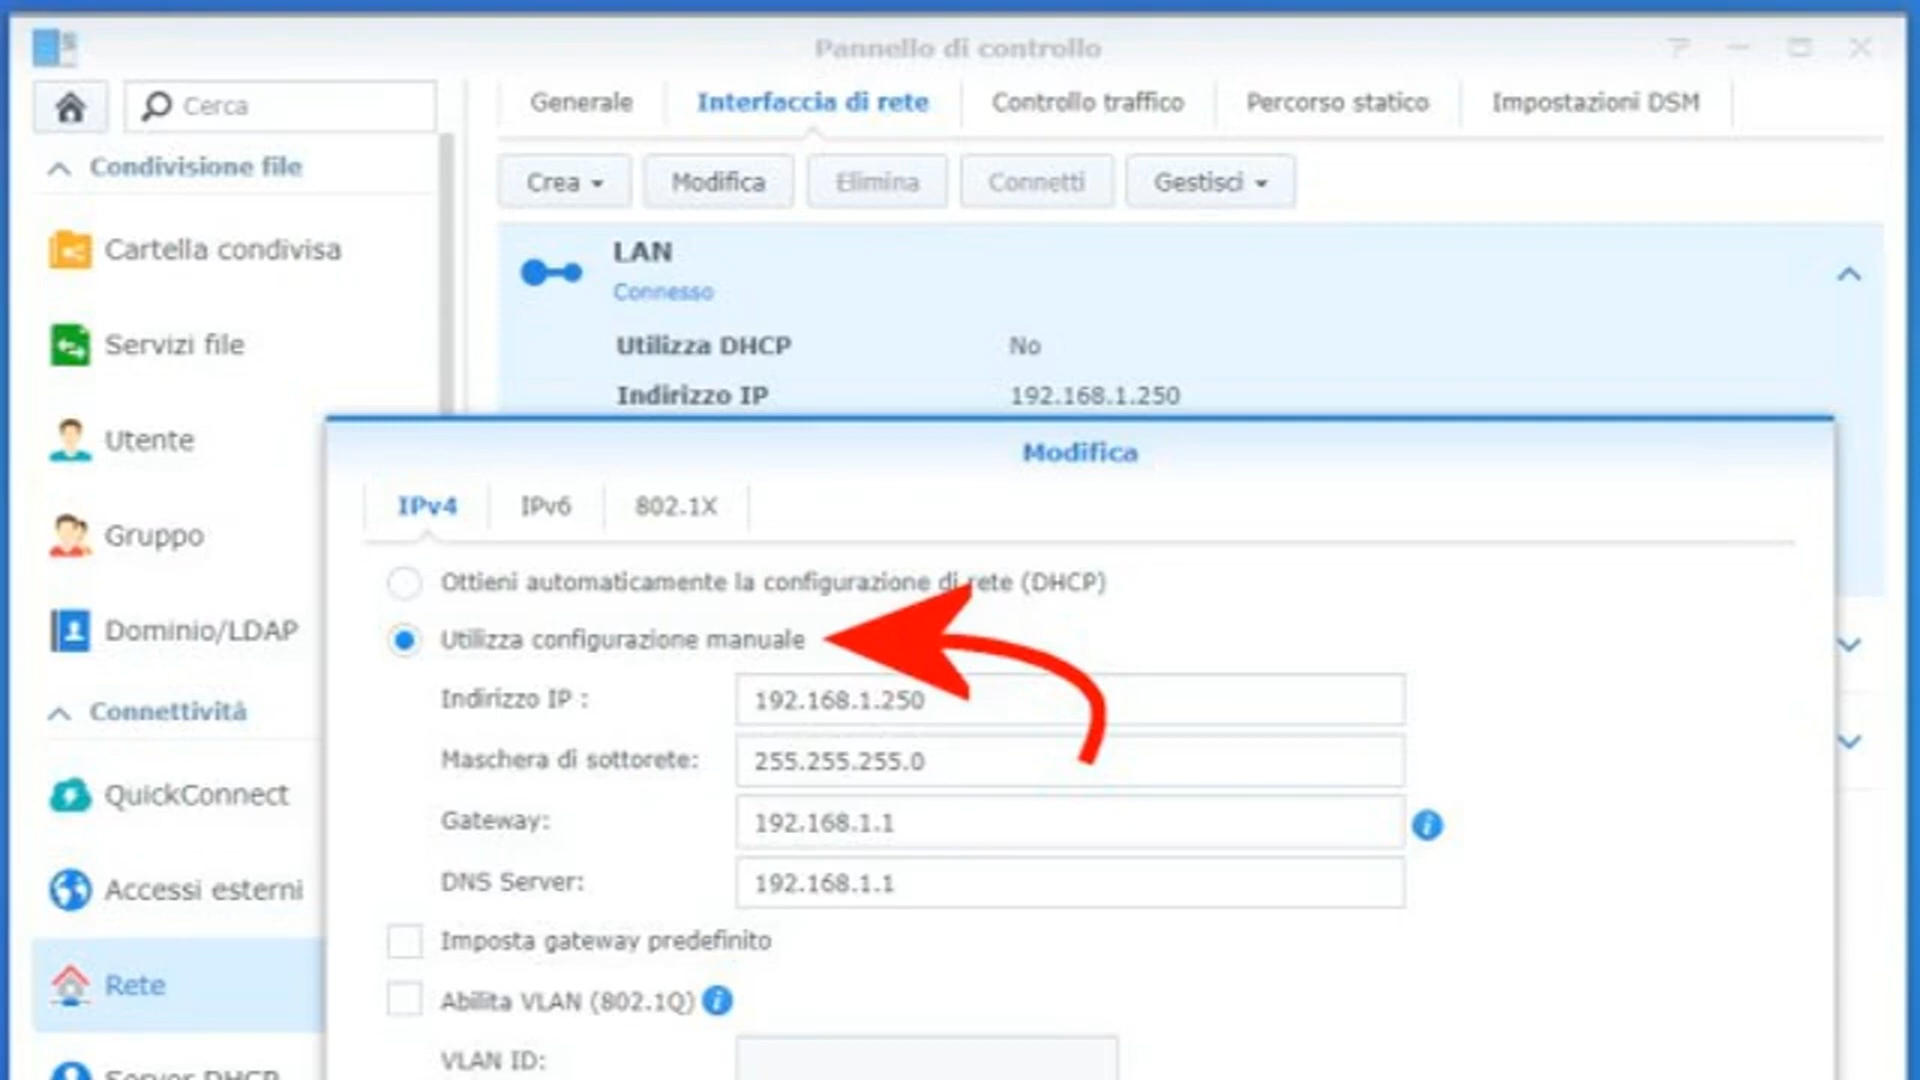 Pannello di controllo
Cerca
Generale
Interfaccia di rete
Controllo traffico
Percorso statico
Impostazioni DSM
Condivisione file
Crea
Modifica
Elimina
Connetti
Gestisci
Cartella condivisa
Servizi file
Utente
Gruppo
Dominio/LDAP
Connettività
QuickConnect
Accessi esterni
Rete
Server DHCP
LAN
Connesso
Utilizza DHCP No
Indirizzo IP 192.168.1.250
Modifica
IPv4 IPv6 802.1X
Ottieni automaticamente la configurazione di rete (DHCP)
Utilizza configurazione manuale
Indirizzo IP : 192.168.1.250
Maschera di sottorete: 255.255.255.0
Gateway: 192.168.1.1
DNS Server: 192.168.1.1
Imposta gateway predefinito
Abilita VLAN (802.1Q)
VLAN ID: